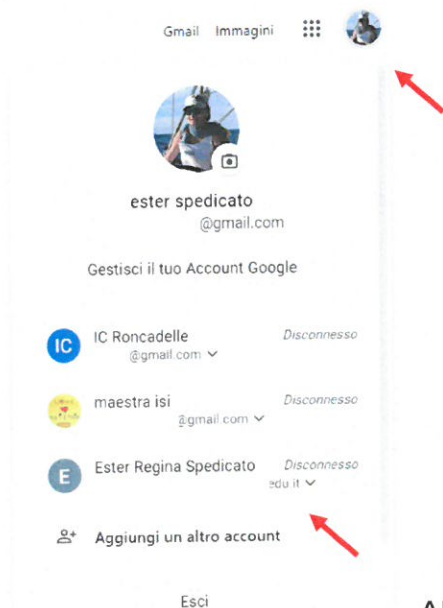 Gmail Immagini
ester spedicato
@gmail.com
Gestisci il tuo Account Google
IC
IC Roncadelle Disconnesso
@gmail.com
maestra isi Disconnesso
@gmail.com
E
Ester Regina Spedicato Disconnesso
edu.it
Aggiungi un altro account
Esci